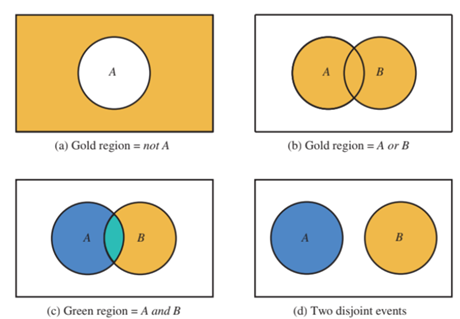 A
(a) Gold region = not A
A B
(b) Gold region = A or B
A B
(c) Green region = A and B
A B
(d) Two disjoint events